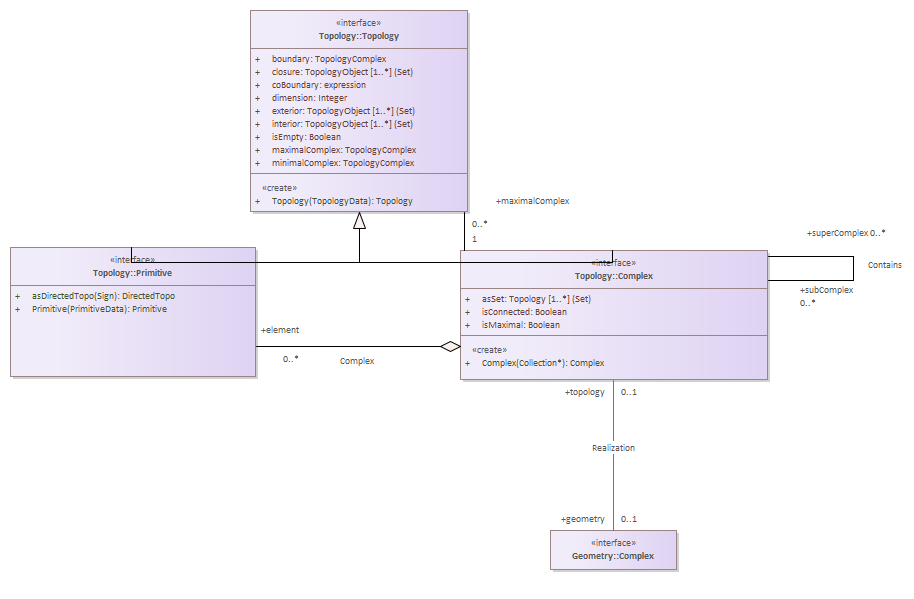 «interface»
Topology::Topology
+ boundary: TopologyComplex
+ closure: TopologyObject [1..*] (Set)
+ coBoundary: expression
+ dimension: Integer
+ exterior: TopologyObject [1..*] (Set)
+ interior: TopologyObject [1..*] (Set)
+ isEmpty: Boolean
+ maximalComplex: TopologyComplex
+ minimalComplex: TopologyComplex
«create»
+ Topology(TopologyData): Topology
+maximalComplex
0..*
1
«interface»
Topology::Primitive
+ asDirectedTopo(Sign): DirectedTopo
+ Primitive(PrimitiveData): Primitive
«interface»
Topology::Complex
+ asSet: Topology [1..*] (Set)
+ isConnected: Boolean
+ isMaximal: Boolean
«create»
+ Complex(Collection*): Complex
+superComplex 0..*
Contains
+subComplex
0..*
+element
0..*
Complex
+topology 0..1
Realization
+geometry 0..1
«interface»
Geometry::Complex